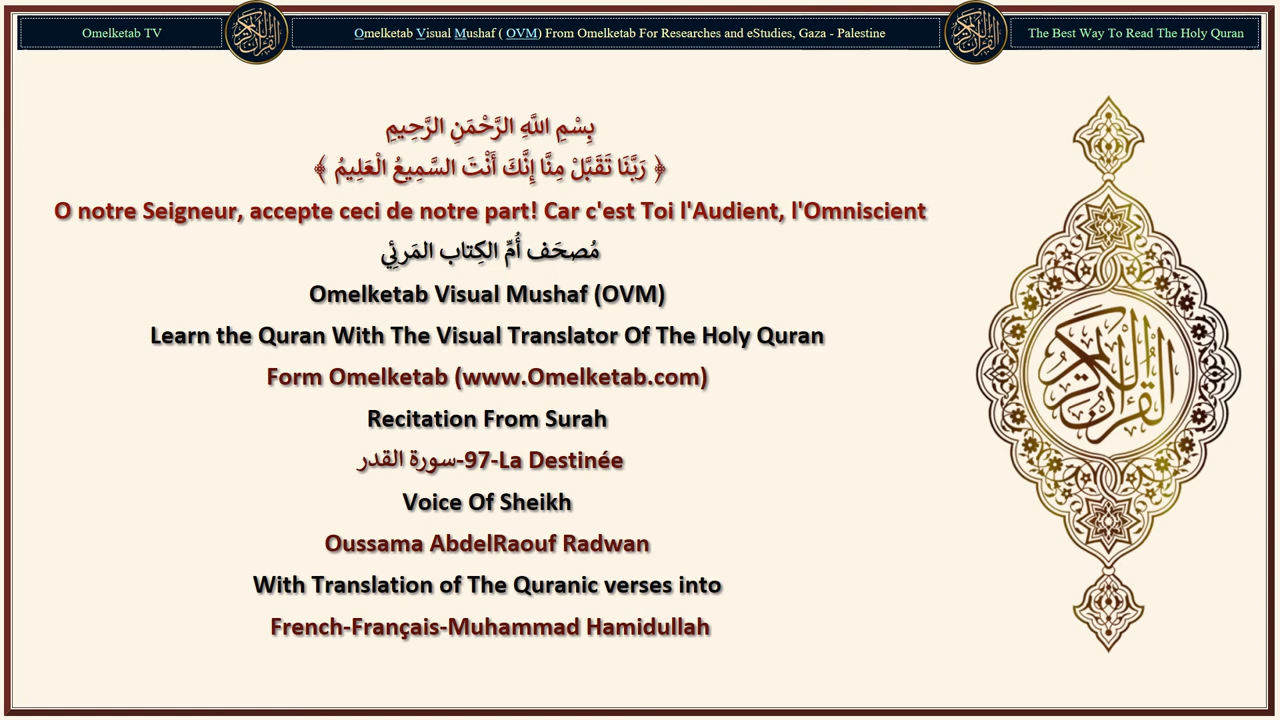 Omelketab TV
Omelketab Visual Mushaf ( OVM) From Omelketab For Researches and eStudies, Gaza - Palestine
The Best Way To Read The Holy Quran
بِسْمِ اللَّهِ الرَّحْمَنِ الرَّحِيمِ
﴿ رَبَّنَا تَقَبَّلْ مِنَّا إِنَّكَ أَنْتَ السَّمِيعُ الْعَلِيمُ ﴾
O notre Seigneur, accepte ceci de notre part! Car c'est Toi l'Audient, l'Omniscient
مُصحَف أُمِّ الكِتاب المَرئِي
Omelketab Visual Mushaf (OVM)
Learn the Quran With The Visual Translator Of The Holy Quran
Form Omelketab (www.Omelketab.com)
Recitation From Surah
سورة القدر-97-La Destinée
Voice Of Sheikh
Oussama AbdelRaouf Radwan
With Translation of The Quranic verses into
French-Français-Muhammad Hamidullah
القرآن الكريم